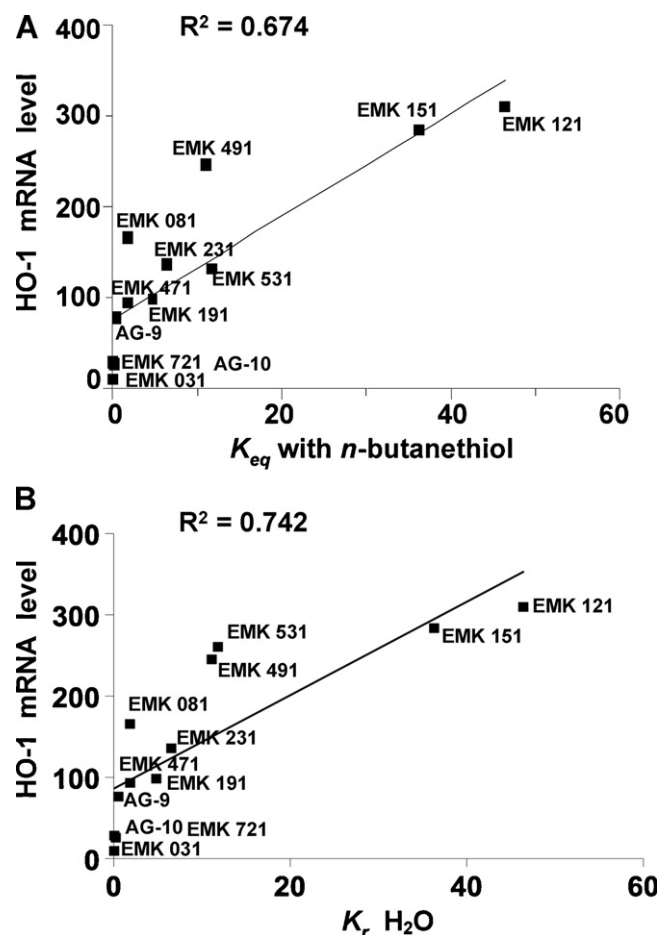 A
R² = 0.674
HO-1 mRNA level
400
300
200
100
0
EMK 151
EMK 121
EMK 491
EMK 081
EMK 231
EMK 531
EMK 471
EMK 191
AG-9
EMK 721
AG-10
EMK 031
0
20
40
60
K_eq with n-butanethiol
B
R² = 0.742
HO-1 mRNA level
400
300
200
100
0
EMK 121
EMK 151
EMK 531
EMK 491
EMK 081
EMK 231
EMK 471
EMK 191
AG-9
AG-10
EMK 721
EMK 031
0
20
40
60
K_r H₂O